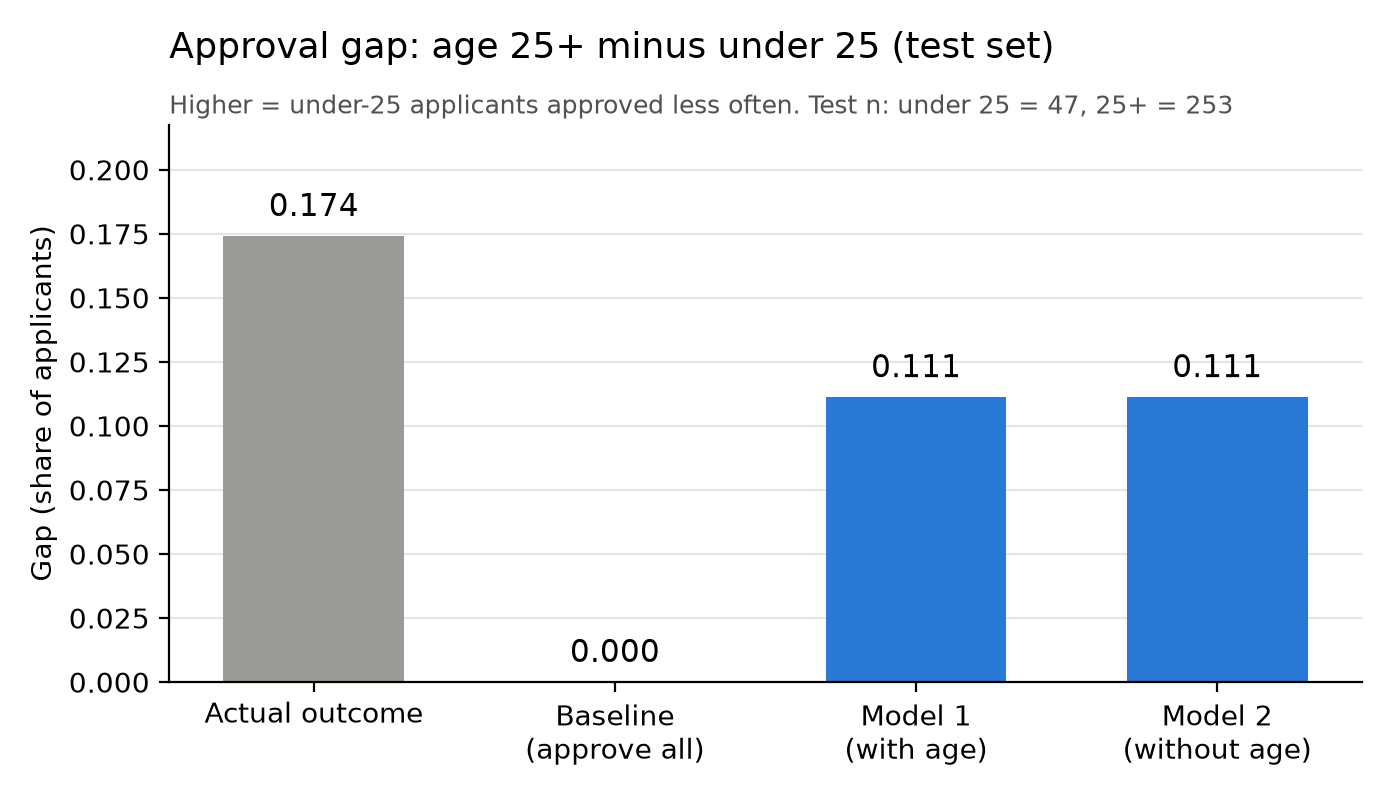 Approval gap: age 25+ minus under 25 (test set)
Higher = under-25 applicants approved less often. Test n: under 25 = 47, 25+ = 253
Gap (share of applicants)
0.200
0.175
0.150
0.125
0.100
0.075
0.050
0.025
0.000
0.174
0.000
0.111
0.111
Actual outcome
Baseline
(approve all)
Model 1
(with age)
Model 2
(without age)